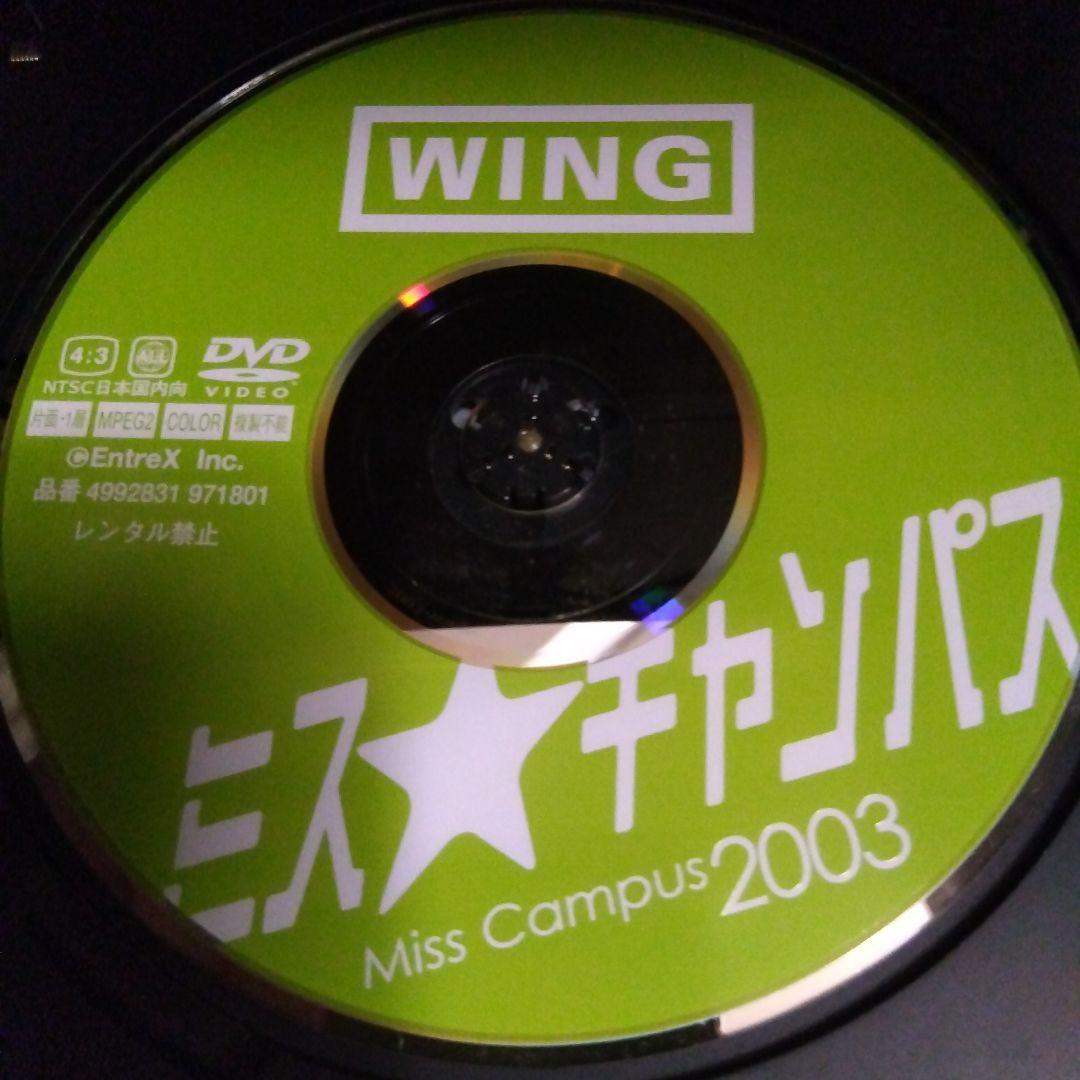 WING
4:3 ALL DVD VIDEO
NTSC日本国内向
片面・1層 MPEG2 COLOR 複製不能
©EntreX Inc.
品番 4992831 971801
レンタル禁止
ミス★キャンパス
Miss Campus 2003